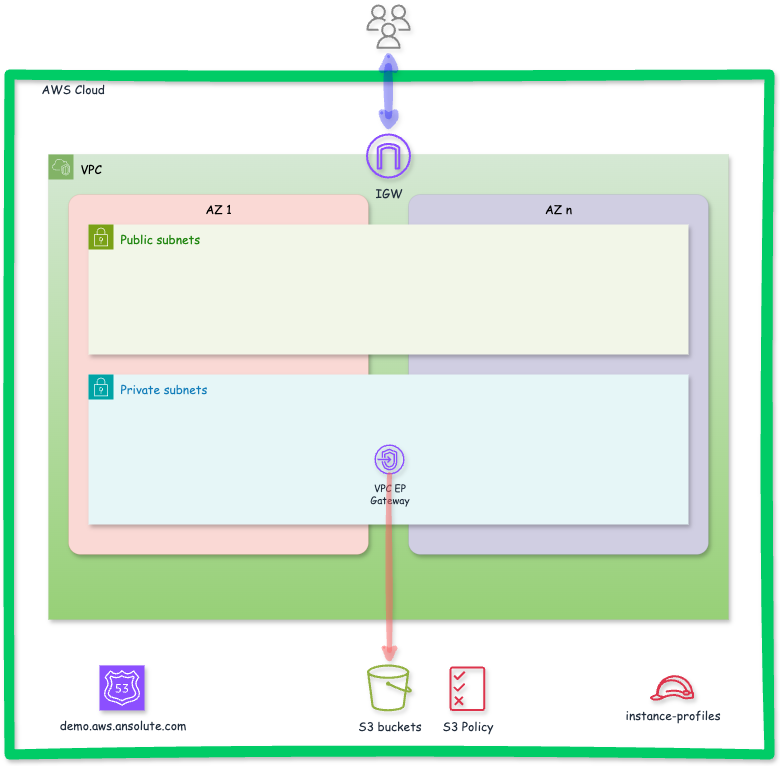 AWS Cloud
VPC
IGW
AZ 1
AZ n
Public subnets
Private subnets
VPC EP
Gateway
53
demo.aws.ansolute.com
S3 buckets
S3 Policy
instance-profiles